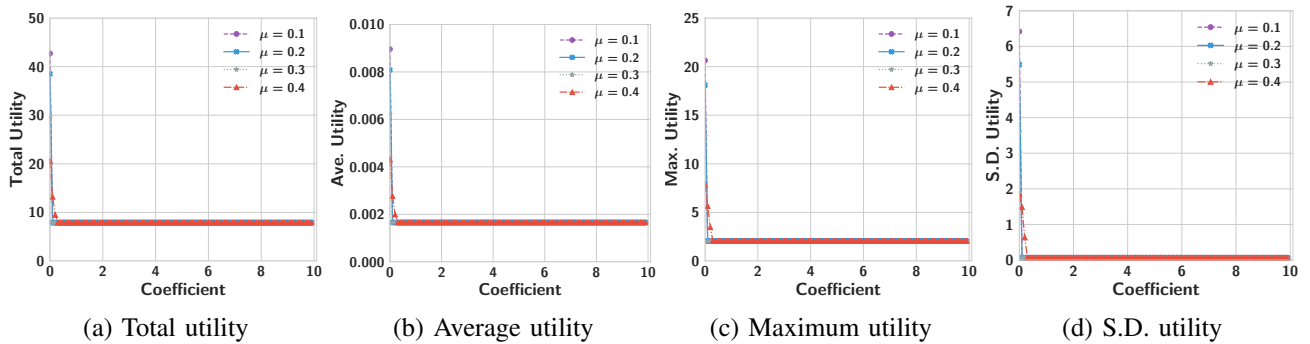 50
40
30
20
10
0
Total Utility
0 2 4 6 8 10
Coefficient
μ = 0.1
μ = 0.2
μ = 0.3
μ = 0.4
(a) Total utility
0.010
0.008
0.006
0.004
0.002
0.000
Ave. Utility
0 2 4 6 8 10
Coefficient
μ = 0.1
μ = 0.2
μ = 0.3
μ = 0.4
(b) Average utility
25
20
15
10
5
0
Max. Utility
0 2 4 6 8 10
Coefficient
μ = 0.1
μ = 0.2
μ = 0.3
μ = 0.4
(c) Maximum utility
7
6
5
4
3
2
1
0
S.D. Utility
0 2 4 6 8 10
Coefficient
μ = 0.1
μ = 0.2
μ = 0.3
μ = 0.4
(d) S.D. utility